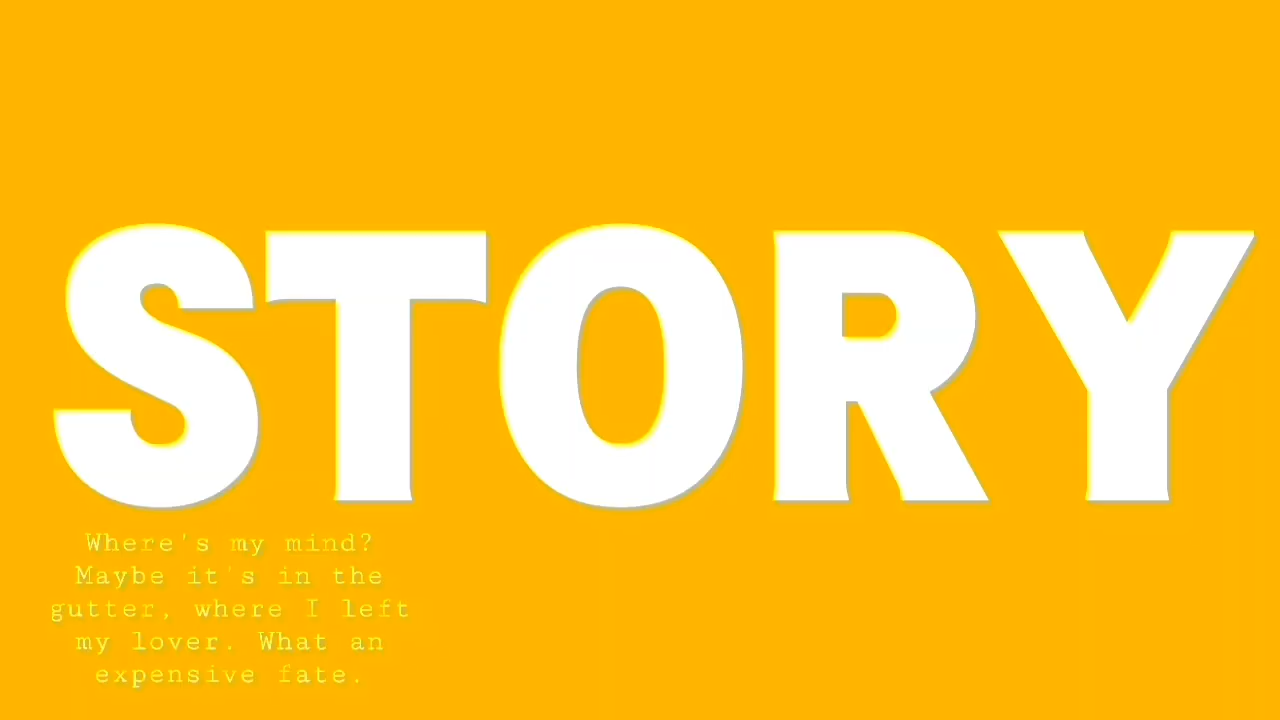 STORY
Where's my mind?
Maybe it's in the
gutter, where I left
my lover. What an
expensive fate.